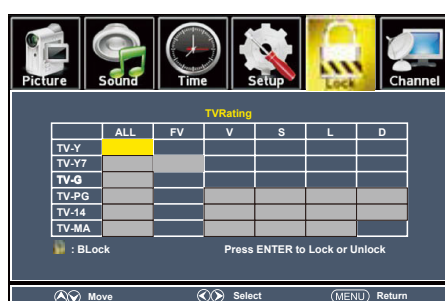 Picture Sound Time Setup Lock Channel
TVRating
ALL FV V S L D
TV-Y
TV-Y7
TV-G
TV-PG
TV-14
TV-MA
: BLock Press ENTER to Lock or Unlock
Move Select MENU Return